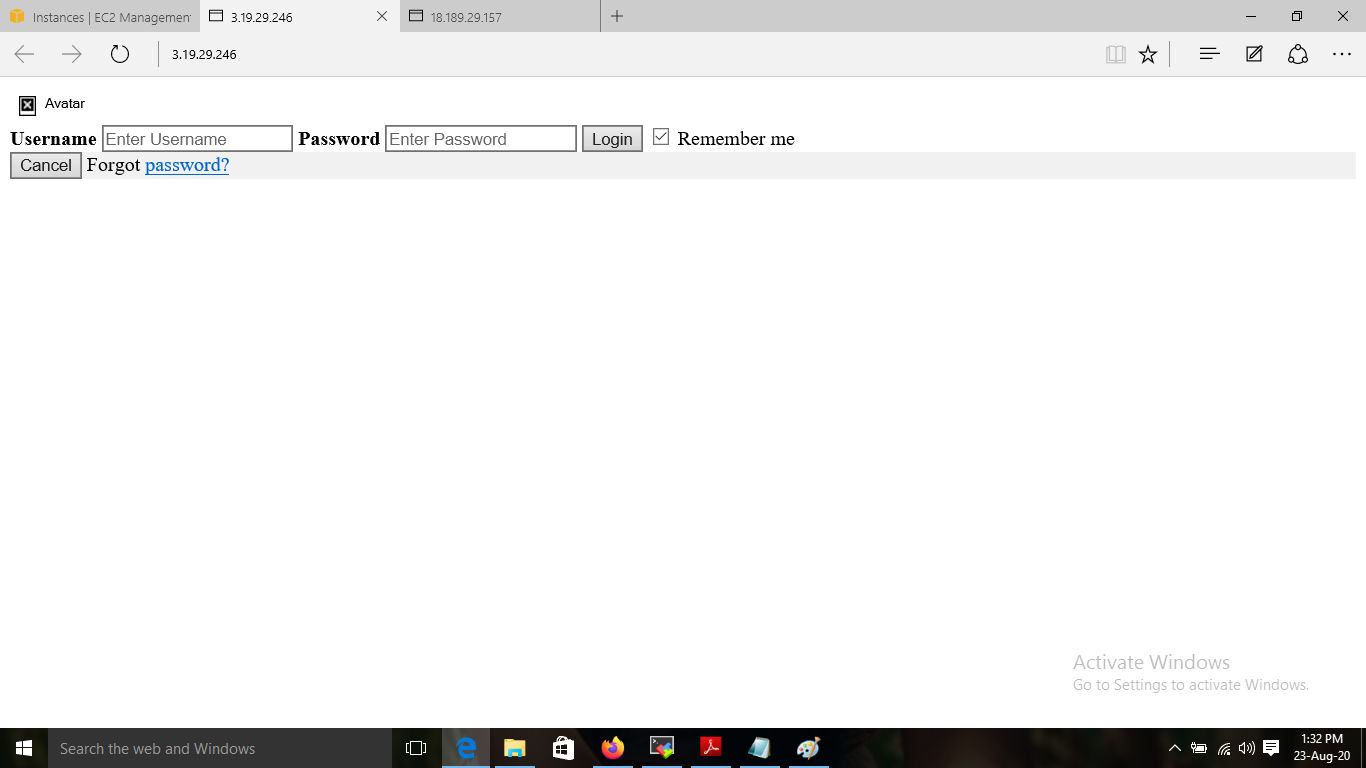 Instances | EC2 Management
3.19.29.246
18.189.29.157
3.19.29.246
Avatar
Username Enter Username Password Enter Password Login Remember me
Cancel Forgot password?
Activate Windows
Go to Settings to activate Windows.
Search the web and Windows
1:32 PM
23-Aug-20